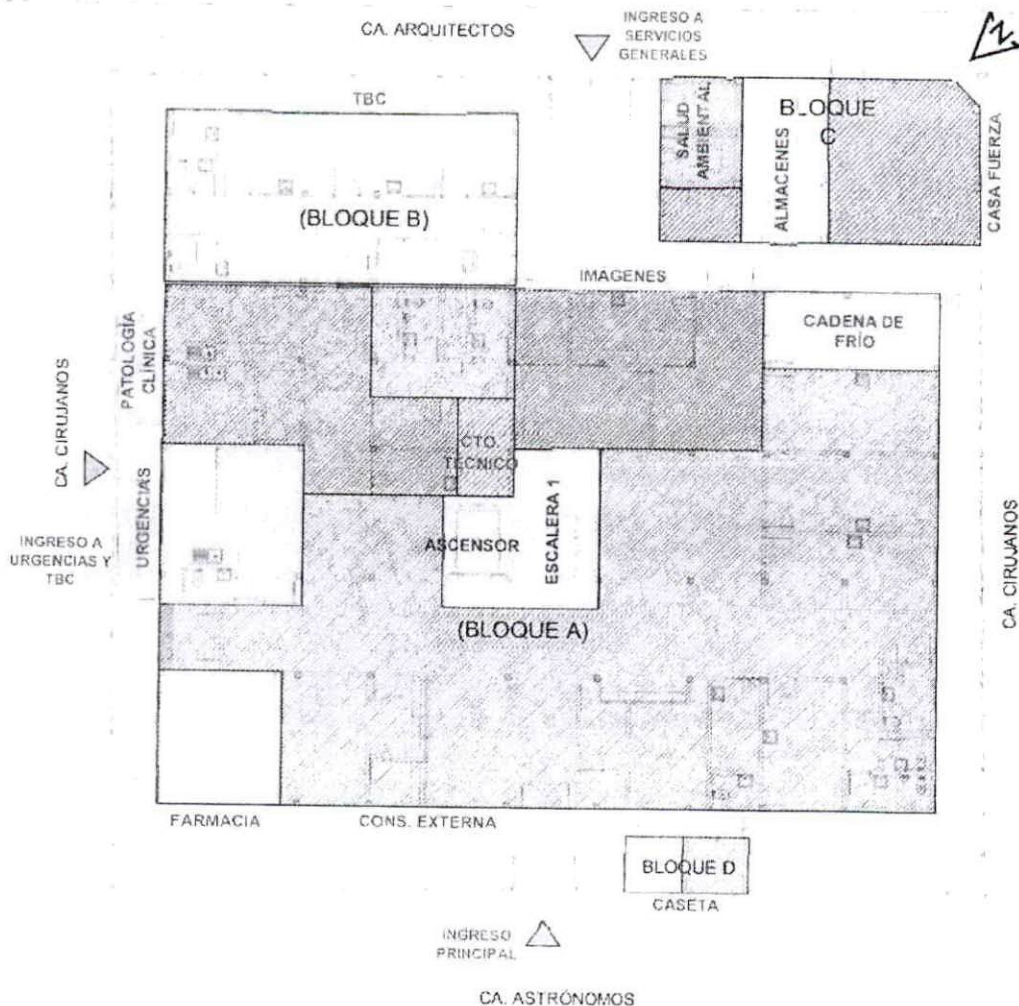 CA. ARQUITECTOS
INGRESO A
SERVICIOS
GENERALES
N
TBC
SALUD
AMBIENTAL
ALMACENES
BLOQUE
C
CASA FUERZA
(BLOQUE B)
IMÁGENES
CADENA DE
FRÍO
PATOLOGÍA
CLÍNICA
CA. CIRUJANOS
CTO.
TECNICO
URGENCIAS
INGRESO A
URGENCIAS Y
TBC
ASCENSOR
ESCALERA 1
CA. CIRUJANOS
(BLOQUE A)
FARMACIA
CONS. EXTERNA
BLOQUE D
CASETA
INGRESO
PRINCIPAL
CA. ASTRÓNOMOS